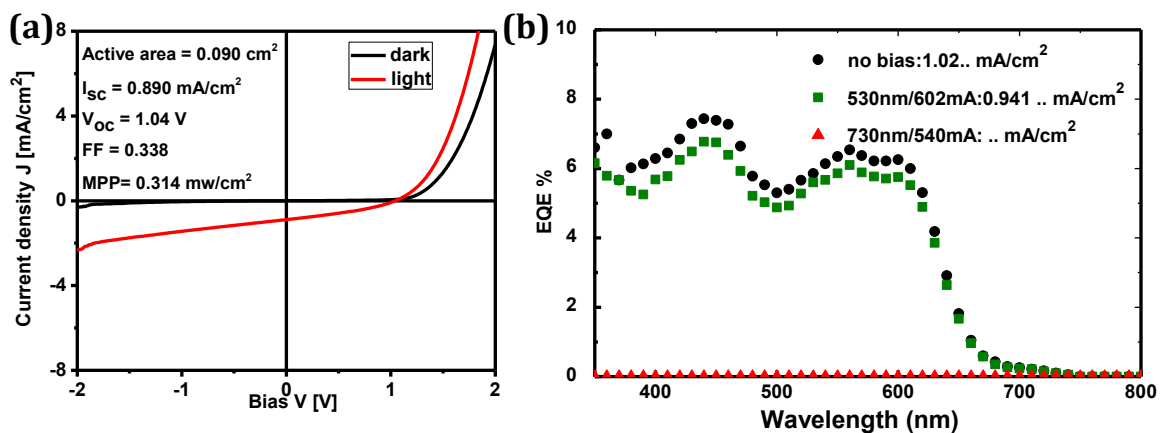 (a)
Active area = 0.090 cm²
I_SC = 0.890 mA/cm²
V_OC = 1.04 V
FF = 0.338
MPP= 0.314 mw/cm²
dark
light
Current density J [mA/cm²]
8
4
0
-4
-8
-2
-1
0
1
2
Bias V [V]
(b)
no bias:1.02.. mA/cm²
530nm/602mA:0.941 .. mA/cm²
730nm/540mA: .. mA/cm²
EQE %
10
8
6
4
2
0
400
500
600
700
800
Wavelength (nm)